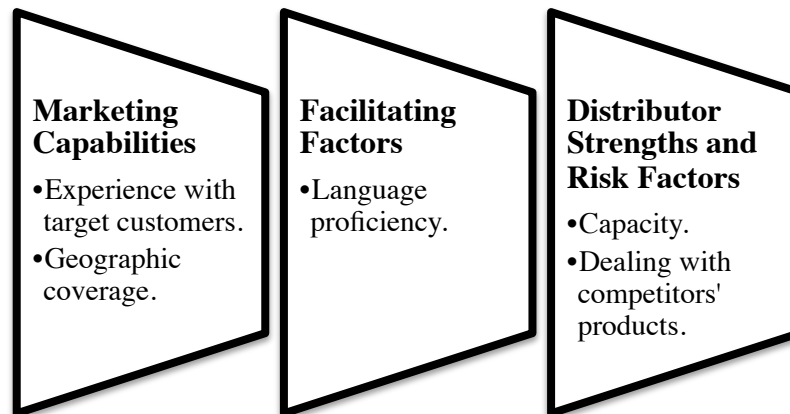 Marketing
Capabilities
•Experience with
target customers.
•Geographic
coverage.
Facilitating
Factors
•Language
proficiency.
Distributor
Strengths and
Risk Factors
•Capacity.
•Dealing with
competitors'
products.